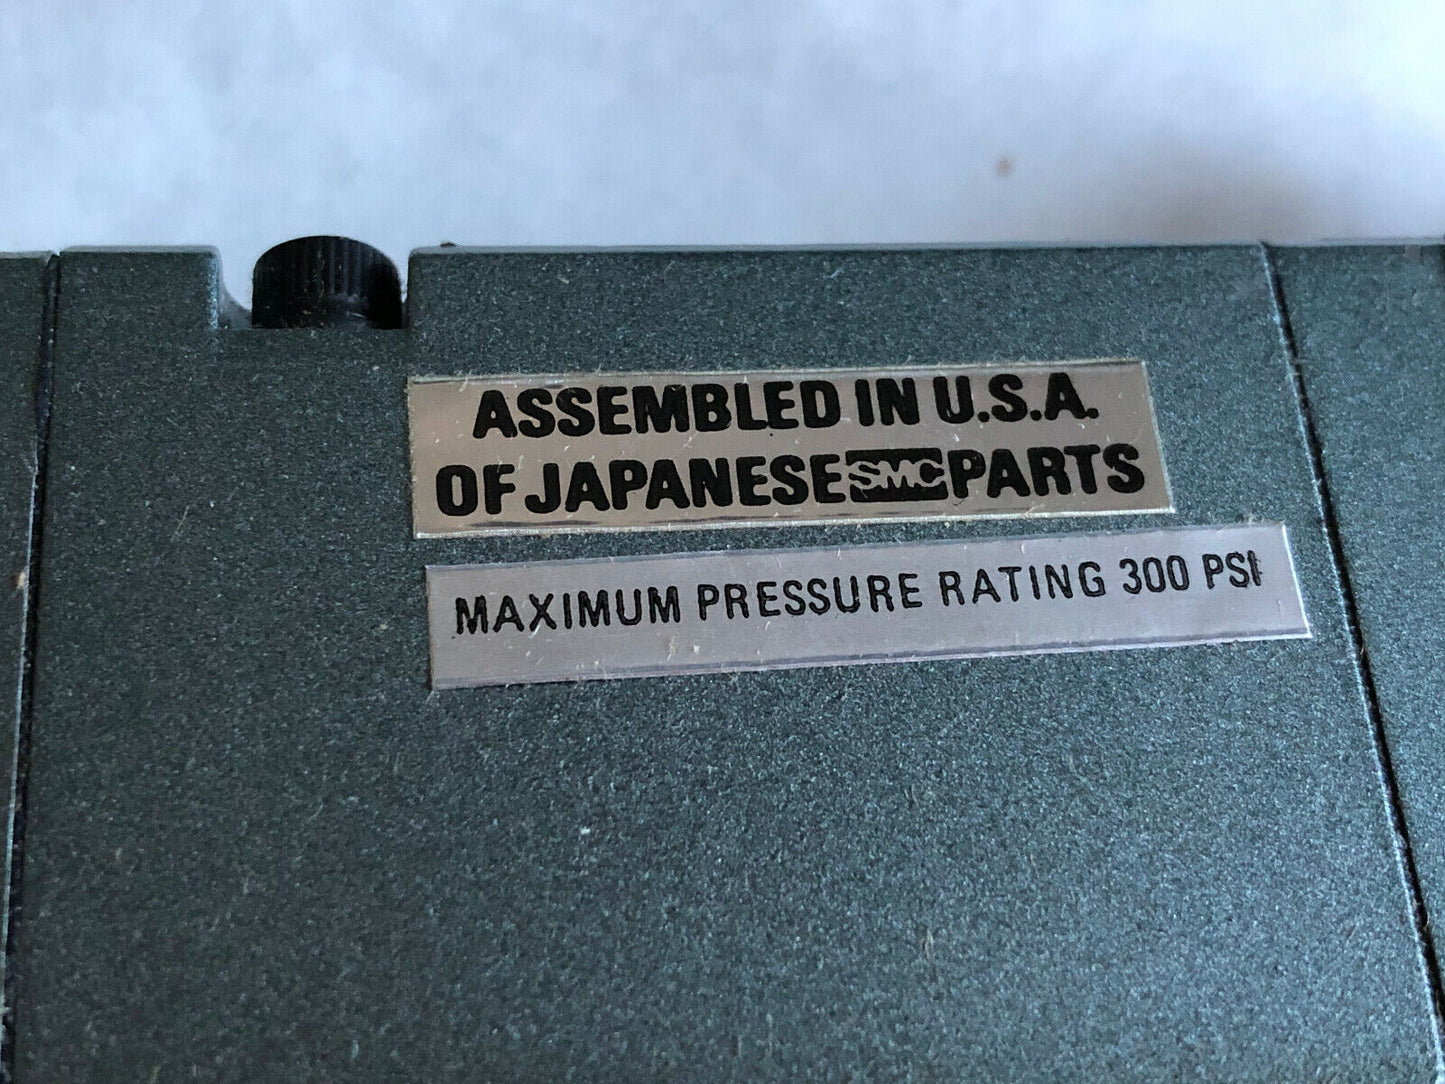 ASSEMBLED IN U.S.A.
OF JAPANESE SMC PARTS
MAXIMUM PRESSURE RATING 300 PSI